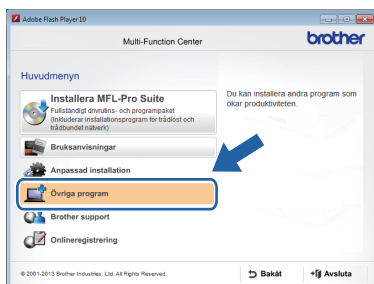 Adobe Flash Player 10
Multi-Function Center
brother
Huvudmenyn
Installera MFL-Pro Suite
Fullständigt drivrutins- och programpaket
(inkluderar installationsprogram för trådlöst och
trådbundet nätverk)
Bruksanvisningar
Anpassad installation
Övriga program
Brother support
Onlineregistrering
Du kan installera andra program som
ökar produktiviteten.
© 2001-2013 Brother Industries, Ltd. All Rights Reserved.
Bakåt
Avsluta